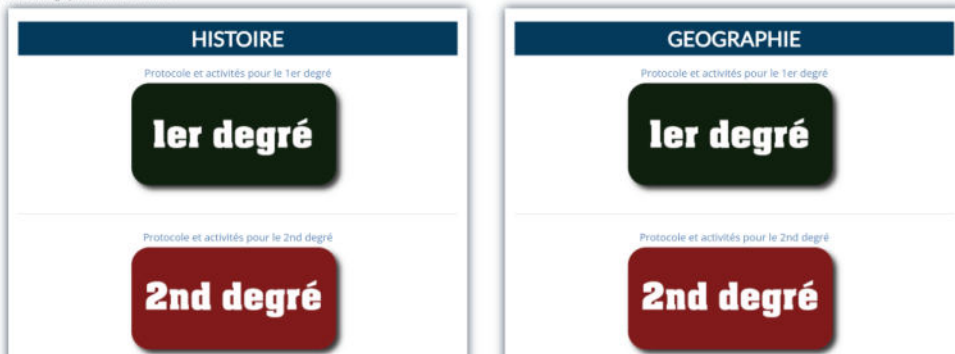 HISTOIRE
Protocole et activités pour le 1er degré
1er degré
Protocole et activités pour le 2nd degré
2nd degré
GEOGRAPHIE
Protocole et activités pour le 1er degré
1er degré
Protocole et activités pour le 2nd degré
2nd degré